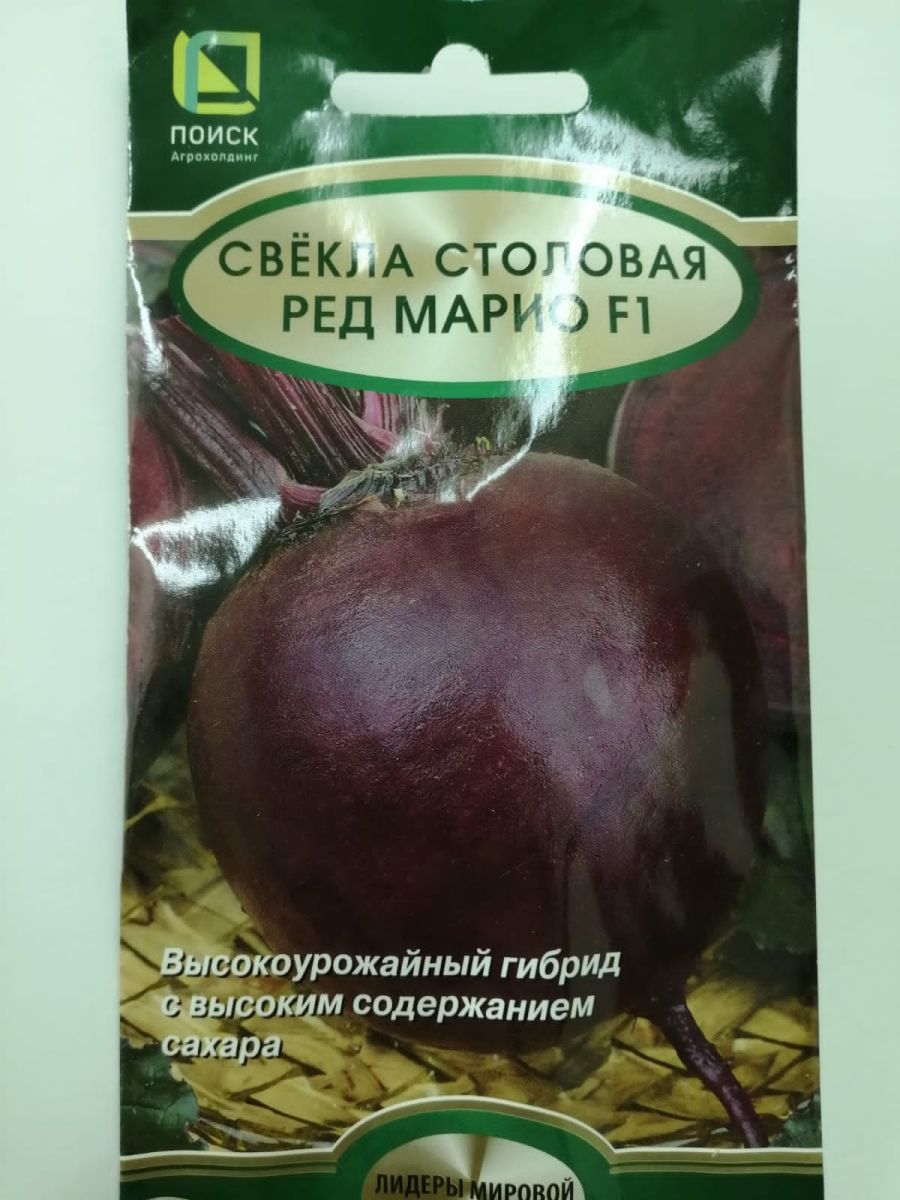 ПОИСК
Агрохолдинг
СВЁКЛА СТОЛОВАЯ
РЕД МАРИО F1
Высокоурожайный гибрид
с высоким содержанием
сахара
ЛИДЕРЫ МИРОВОЙ